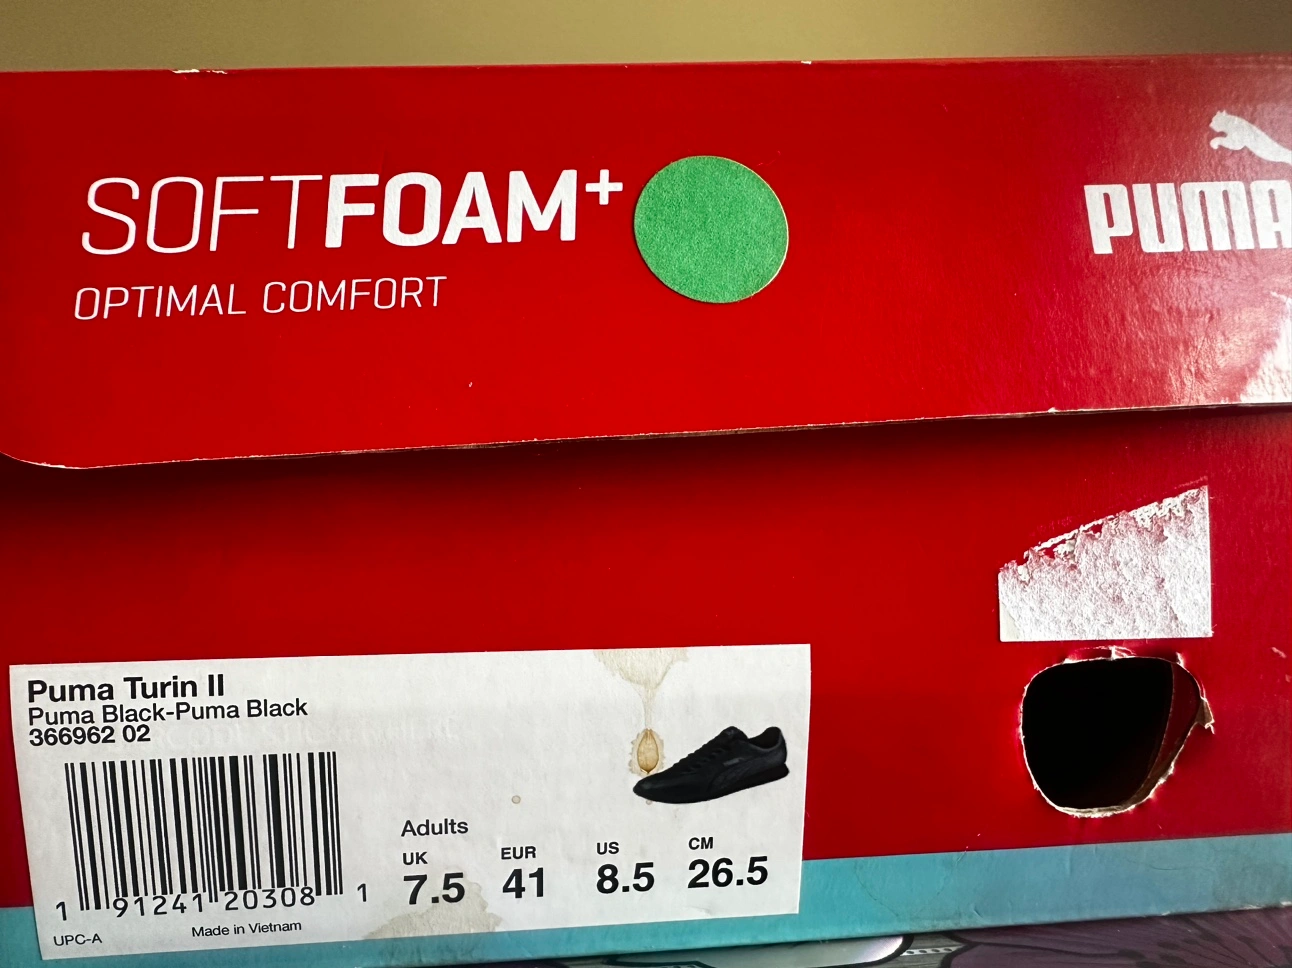 SOFTFOAM+
OPTIMAL COMFORT
PUMA
Puma Turin II
Puma Black-Puma Black
366962 02
1 91241 20308 1
UPC-A
Made in Vietnam
Adults
UK EUR US CM
7.5 41 8.5 26.5